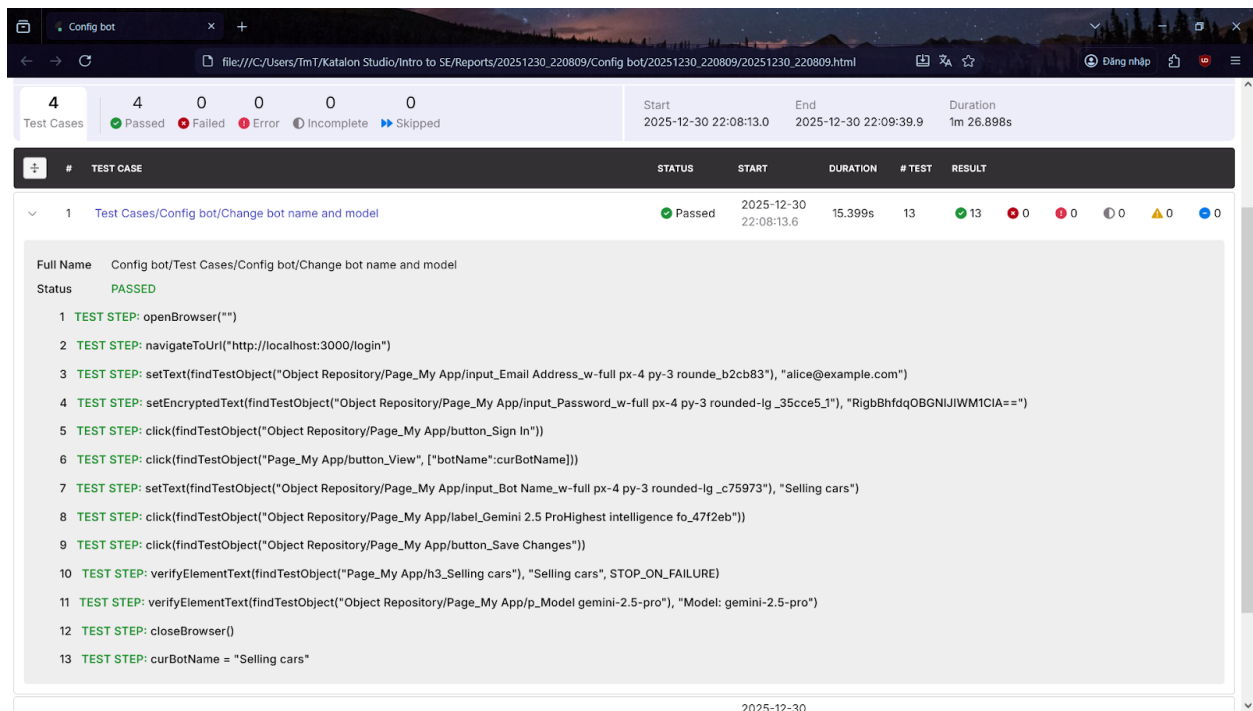 Config bot
file:///C:/Users/TmT/Katalon Studio/Intro to SE/Reports/20251230_220809/Config bot/20251230_220809/20251230_220809.html
Đăng nhập
4 4 0 0 0 0
Test Cases Passed Failed Error Incomplete Skipped
Start End Duration
2025-12-30 22:08:13.0 2025-12-30 22:09:39.9 1m 26.898s
# TEST CASE STATUS START DURATION # TEST RESULT
1 Test Cases/Config bot/Change bot name and model Passed 2025-12-30 22:08:13.6 15.399s 13 13 0 0 0 0 0
Full Name Config bot/Test Cases/Config bot/Change bot name and model
Status PASSED
1 TEST STEP: openBrowser("")
2 TEST STEP: navigateToUrl("http://localhost:3000/login")
3 TEST STEP: setText(findTestObject("Object Repository/Page_My App/input_Email Address_w-full px-4 py-3 rounde_b2cb83"), "alice@example.com")
4 TEST STEP: setEncryptedText(findTestObject("Object Repository/Page_My App/input_Password_w-full px-4 py-3 rounded-lg _35cce5_1"), "RigbBhfdqOBGNIJIWM1ClA==")
5 TEST STEP: click(findTestObject("Object Repository/Page_My App/button_Sign In"))
6 TEST STEP: click(findTestObject("Page_My App/button_View", ["botName":curBotName]))
7 TEST STEP: setText(findTestObject("Object Repository/Page_My App/input_Bot Name_w-full px-4 py-3 rounded-lg _c75973"), "Selling cars")
8 TEST STEP: click(findTestObject("Object Repository/Page_My App/label_Gemini 2.5 ProHighest intelligence fo_47f2eb"))
9 TEST STEP: click(findTestObject("Object Repository/Page_My App/button_Save Changes"))
10 TEST STEP: verifyElementText(findTestObject("Page_My App/h3_Selling cars"), "Selling cars", STOP_ON_FAILURE)
11 TEST STEP: verifyElementText(findTestObject("Object Repository/Page_My App/p_Model gemini-2.5-pro"), "Model: gemini-2.5-pro")
12 TEST STEP: closeBrowser()
13 TEST STEP: curBotName = "Selling cars"
2025-12-30